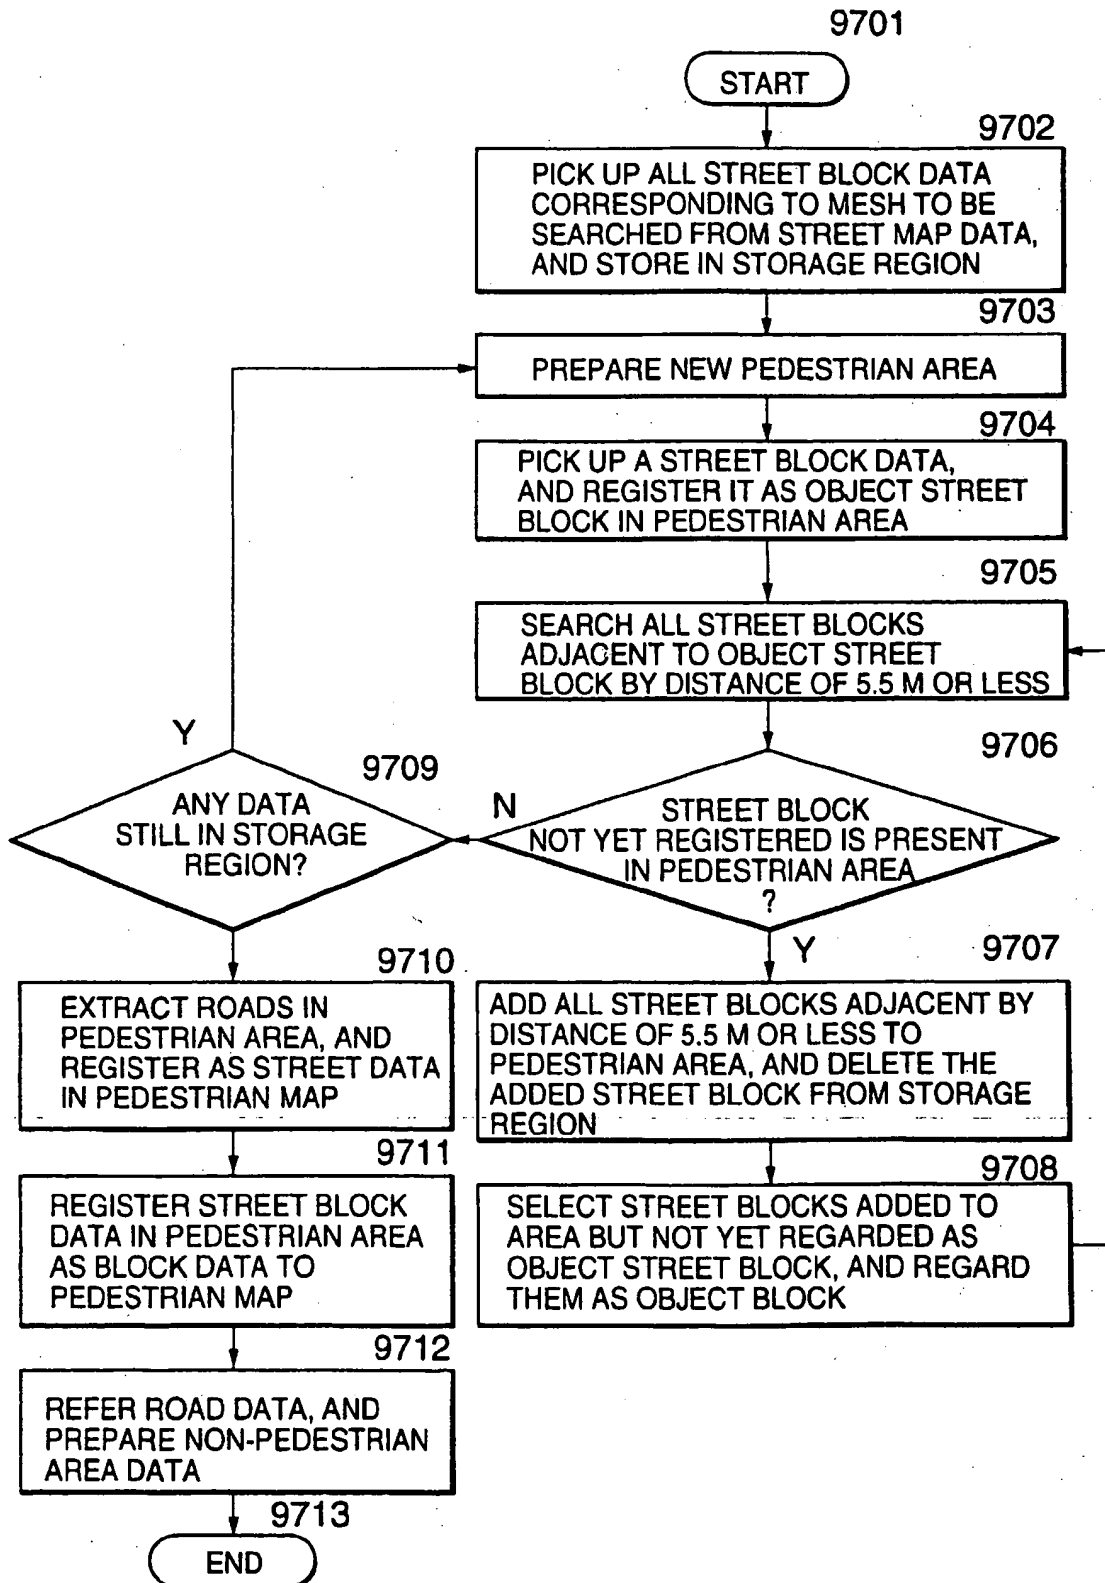 9701
START
9702
PICK UP ALL STREET BLOCK DATA
CORRESPONDING TO MESH TO BE
SEARCHED FROM STREET MAP DATA,
AND STORE IN STORAGE REGION
9703
PREPARE NEW PEDESTRIAN AREA
9704
PICK UP A STREET BLOCK DATA,
AND REGISTER IT AS OBJECT STREET
BLOCK IN PEDESTRIAN AREA
9705
SEARCH ALL STREET BLOCKS
ADJACENT TO OBJECT STREET
BLOCK BY DISTANCE OF 5.5 M OR LESS
9706
STREET BLOCK
NOT YET REGISTERED IS PRESENT
IN PEDESTRIAN AREA
?
N
Y
9707
ADD ALL STREET BLOCKS ADJACENT BY
DISTANCE OF 5.5 M OR LESS TO
PEDESTRIAN AREA, AND DELETE THE
ADDED STREET BLOCK FROM STORAGE
REGION
9708
SELECT STREET BLOCKS ADDED TO
AREA BUT NOT YET REGARDED AS
OBJECT STREET BLOCK, AND REGARD
THEM AS OBJECT BLOCK
Y
9709
ANY DATA
STILL IN STORAGE
REGION?
9710
EXTRACT ROADS IN
PEDESTRIAN AREA, AND
REGISTER AS STREET DATA
IN PEDESTRIAN MAP
9711
REGISTER STREET BLOCK
DATA IN PEDESTRIAN AREA
AS BLOCK DATA TO
PEDESTRIAN MAP
9712
REFER ROAD DATA, AND
PREPARE NON-PEDESTRIAN
AREA DATA
9713
END